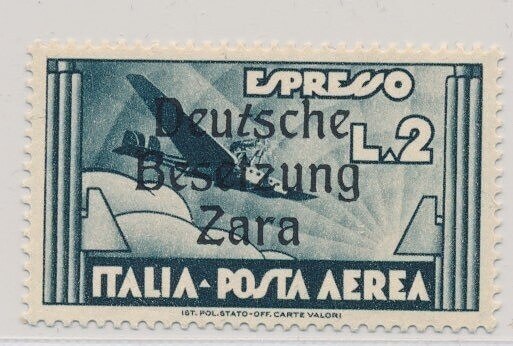 ESPRESSO
Deutsche
L.2
Besetzung
Zara
ITALIA-POSTA AEREA
IST. POL. STATO-OFF. CARTE VALORI